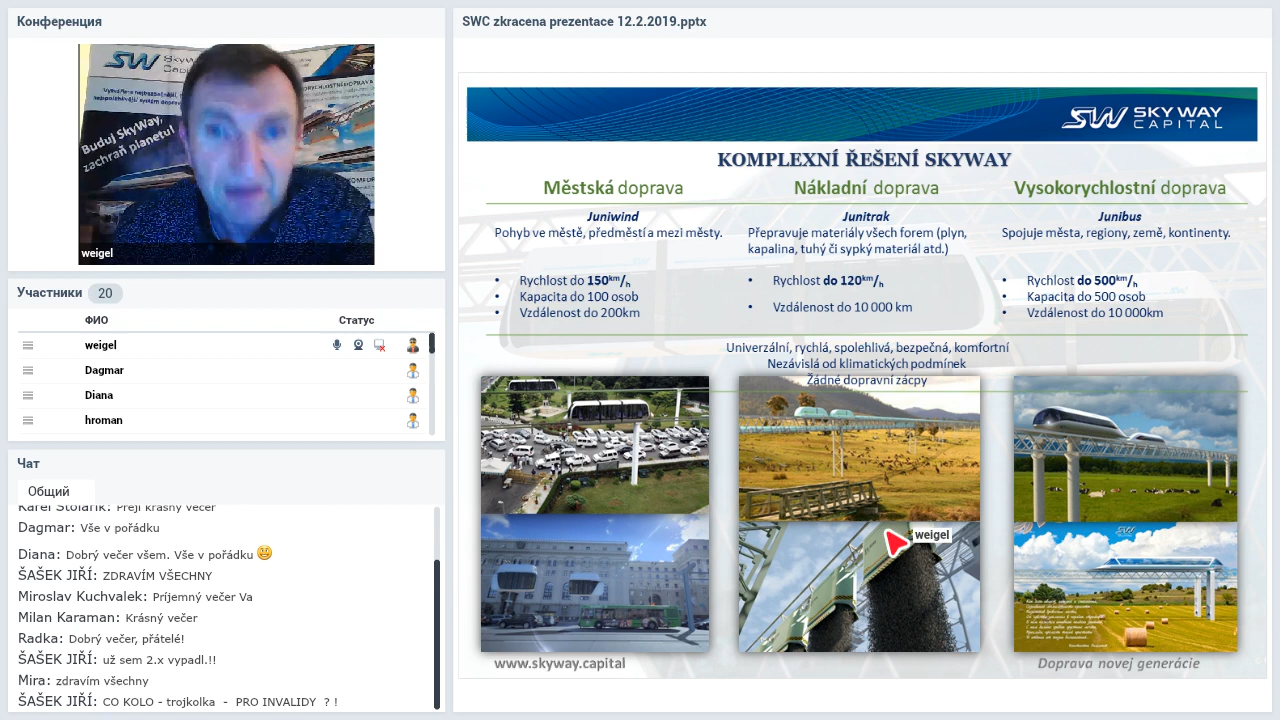 Конференция
SW SkyWay
Capital
Buduj SkyWay,
zachraň planetu!
weigel
Участники 20
ФИО Статус
weigel
Dagmar
Diana
hroman
Чат
Общий
Karel Stolařík: Přeji krásný večer
Dagmar: Vše v pořádku
Diana: Dobrý večer všem. Vše v pořádku
ŠAŠEK JIŘÍ: ZDRAVÍM VŠECHNY
Miroslav Kuchvalek: Príjemný večer Va
Milan Karaman: Krásný večer
Radka: Dobrý večer, přátelé!
ŠAŠEK JIŘÍ: už sem 2.x vypadl.!!
Mira: zdravím všechny
ŠAŠEK JIŘÍ: CO KOLO - trojkolka - PRO INVALIDY ? !
SWC zkracena prezentace 12.2.2019.pptx
SW SKY WAY
CAPITAL
KOMPLEXNÍ ŘEŠENÍ SKYWAY
Městská doprava
Juniwind
Pohyb ve městě, předměstí a mezi městy.
• Rychlost do 150km/h
• Kapacita do 100 osob
• Vzdálenost do 200km
Nákladní doprava
Junitrak
Přepravuje materiály všech forem (plyn,
kapalina, tuhý či sypký materiál atd.)
• Rychlost do 120km/h
• Vzdálenost do 10 000 km
Vysokorychlostní doprava
Junibus
Spojuje města, regiony, země, kontinenty.
• Rychlost do 500km/h
• Kapacita do 500 osob
• Vzdálenost do 10 000km
Univerzální, rychlá, spolehlivá, bezpečná, komfortní
Nezávislá od klimatických podmínek
Žádné dopravní zácpy
weigel
SW
www.skyway.capital
Doprava novej generácie